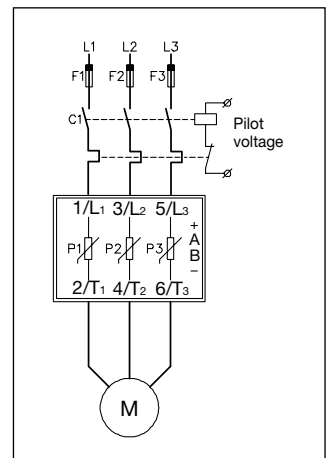 L1 L2 L3
F1 F2 F3
C1
Pilot
voltage
1/L1 3/L2 5/L3
+
A
P1 P2 P3
B
–
2/T1 4/T2 6/T3
M